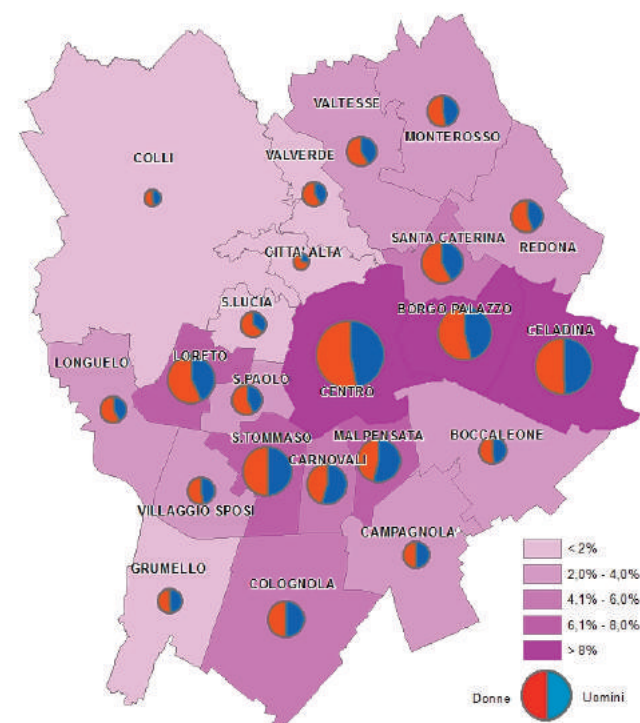 VALTESSE
MONTEROSSO
COLLI
VALVERDE
SANTA CATERINA
REDONA
CITTA' ALTA
S.LUCIA
BORGO PALAZZO
CELADINA
LONGUELO
LORETO
S.PAOLO
CENTRO
S.TOMMASO
MALPENSATA
BOCCALEONE
CARNOVALI
VILLAGGIO SPOSI
CAMPAGNOLA
GRUMELLO
COLOGNOLA
< 2%
2,0% - 4,0%
4,1% - 6,0%
6,1% - 8,0%
> 8%
Donne
Uomini